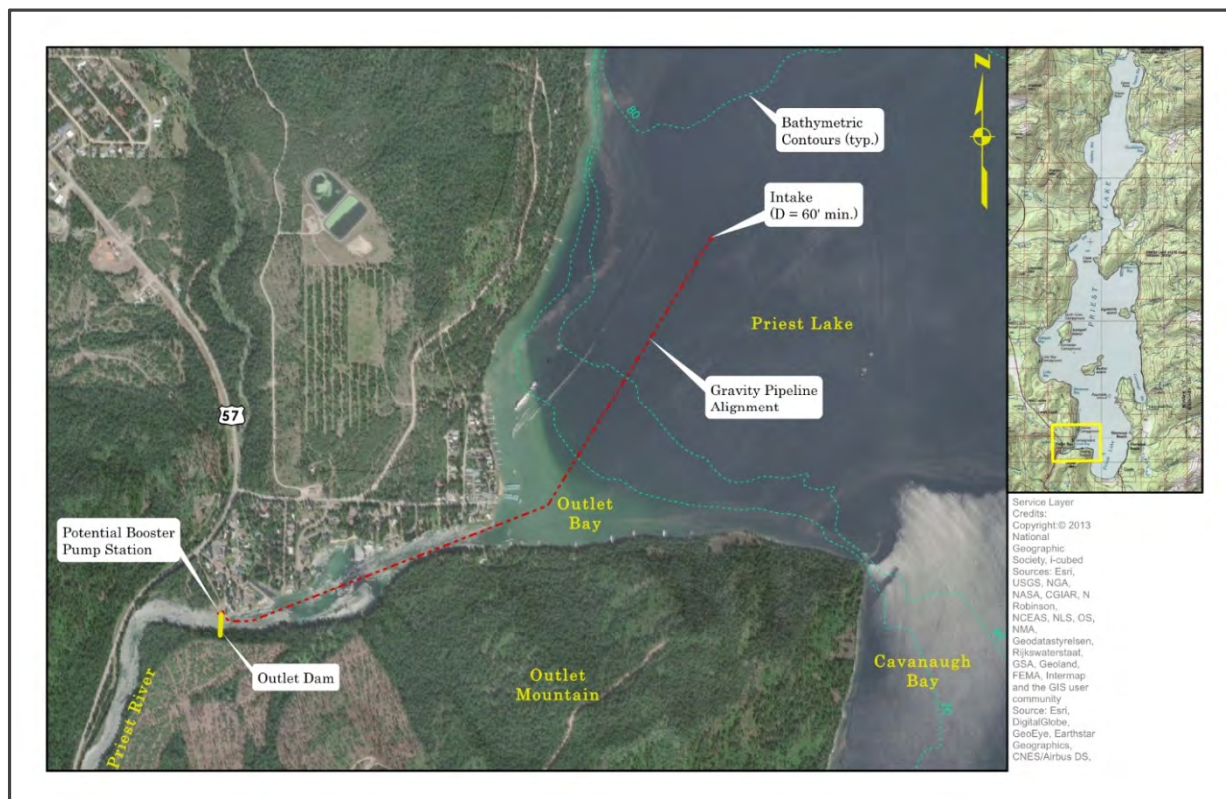 80
Bathymetric
Contours (typ.)
N
Intake
(D = 60' min.)
Priest Lake
Gravity Pipeline
Alignment
57
Outlet
Bay
Potential Booster
Pump Station
Outlet Dam
Priest River
Outlet
Mountain
Cavanaugh
Bay
PRIEST
LAKE
Service Layer
Credits:
Copyright:© 2013
National
Geographic
Society, i-cubed
Sources: Esri,
USGS, NGA,
NASA, CGIAR, N
Robinson,
NCEAS, NLS, OS,
NMA,
Geodatastyrelsen,
Rijkswaterstaat,
GSA, Geoland,
FEMA, Intermap
and the GIS user
community
Source: Esri,
DigitalGlobe,
GeoEye, Earthstar
Geographics,
CNES/Airbus DS,